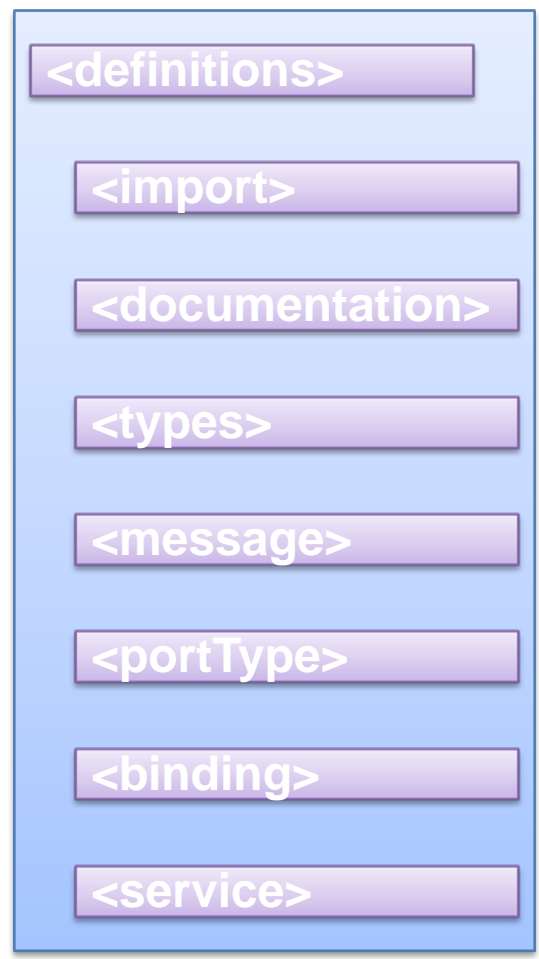 <definitions>
<import>
<documentation>
<types>
<message>
<portType>
<binding>
<service>